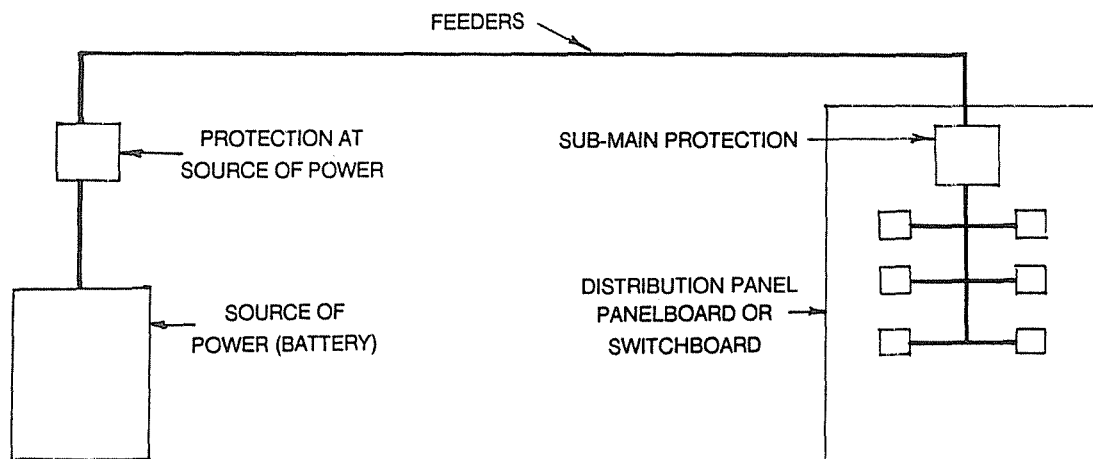 FEEDERS
PROTECTION AT
SOURCE OF POWER
SUB-MAIN PROTECTION
SOURCE OF
POWER (BATTERY)
DISTRIBUTION PANEL
PANELBOARD OR
SWITCHBOARD